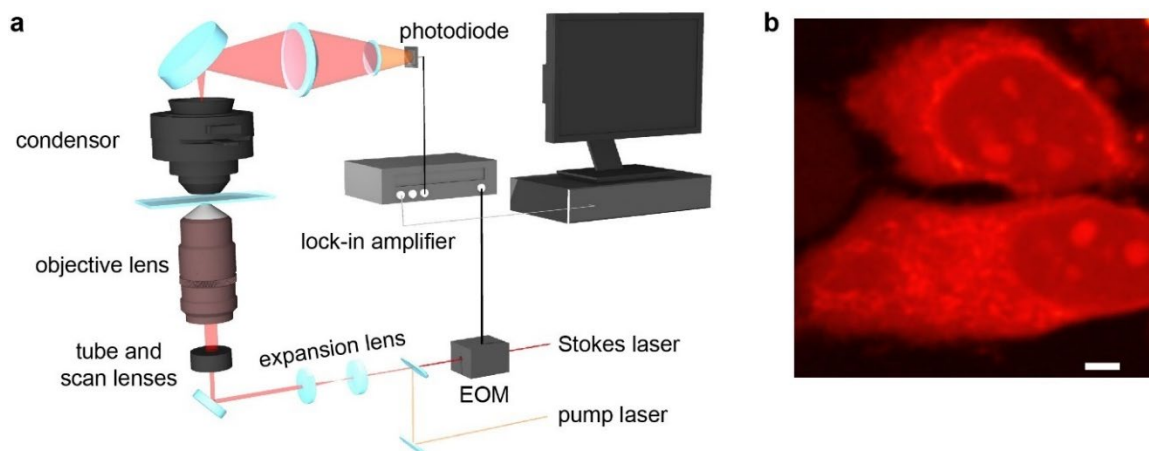 a
photodiode
condensor
lock-in amplifier
objective lens
tube and
scan lenses
expansion lens
EOM
Stokes laser
pump laser
b